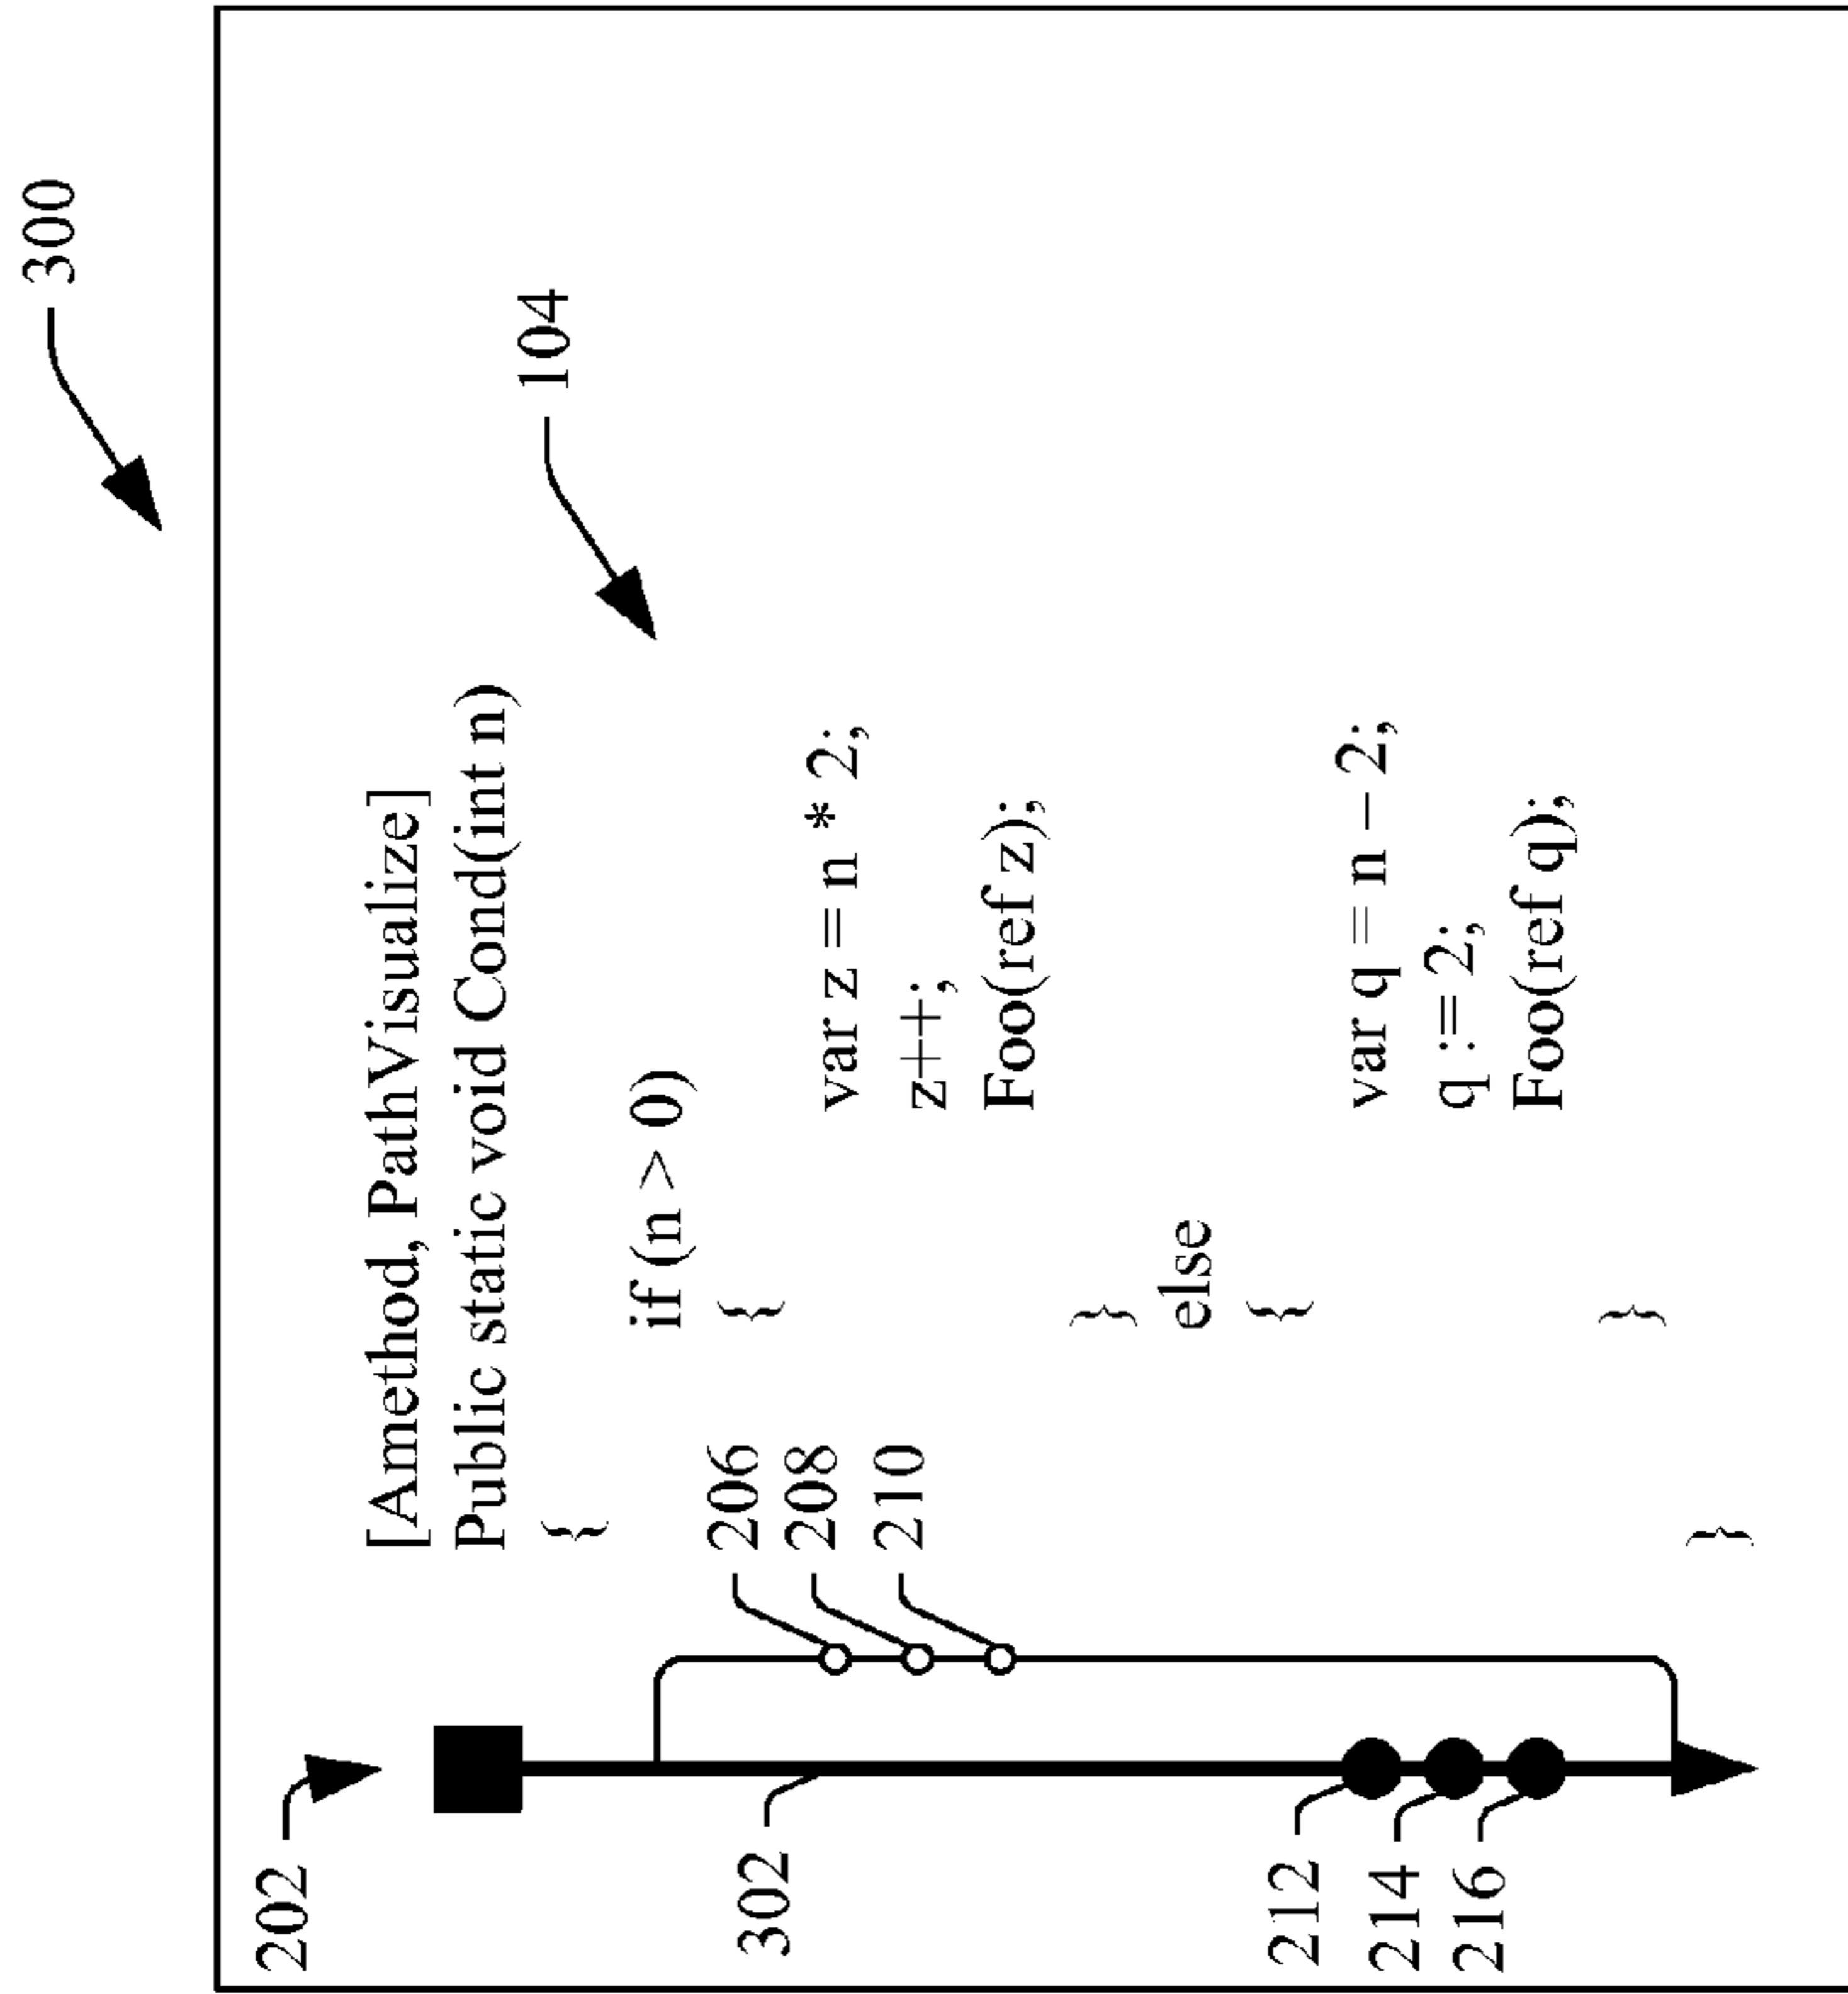 300
202
[Amethod, PathVisualize]
Public static void Cond(int n)
104
{
if (n > 0)
206 {
302
208 var z = n * 2;
210 z++;
Foo(ref z);
}
else
212 {
var q = n – 2;
214 q := 2;
216 Foo(ref q);
}
}